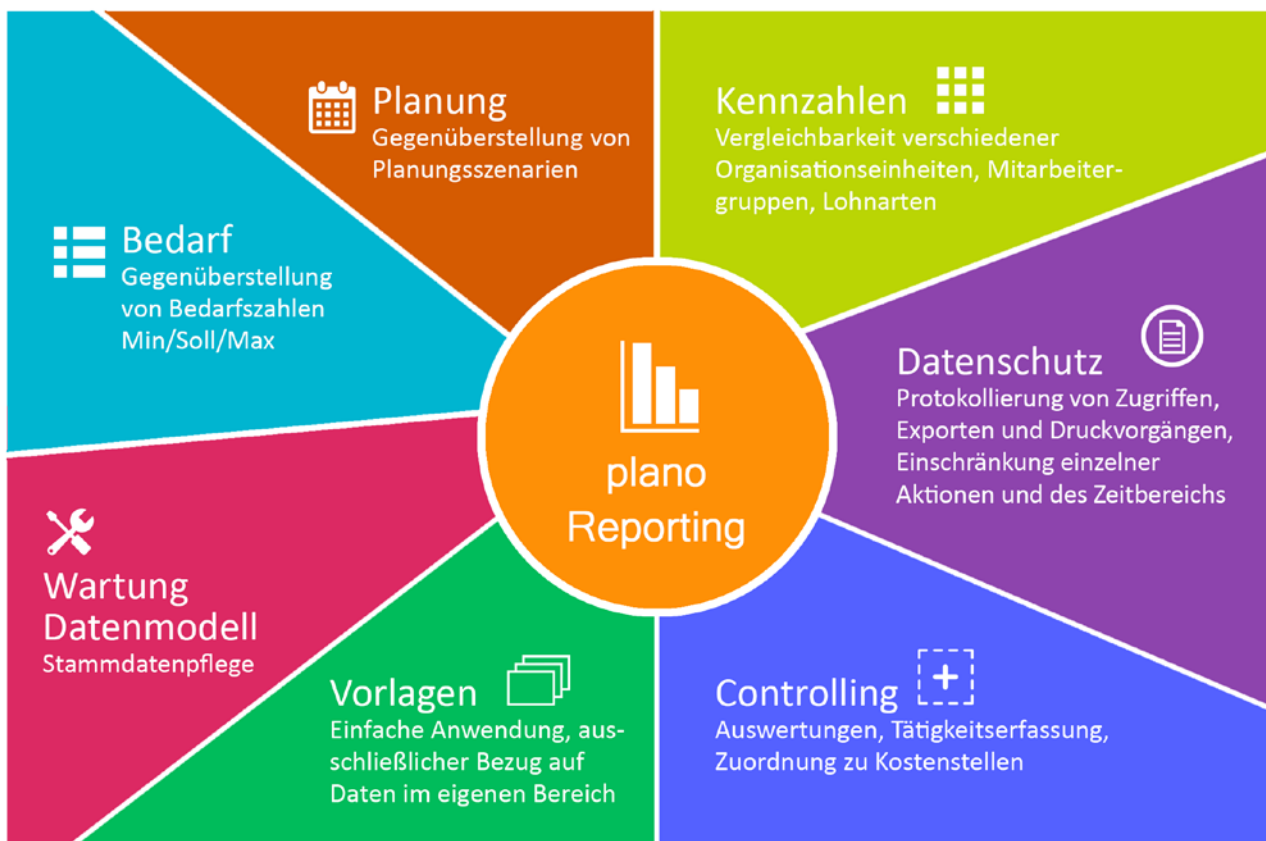 Planung
Gegenüberstellung von
Planungsszenarien
Kennzahlen
Vergleichbarkeit verschiedener
Organisationseinheiten, Mitarbeiter-
gruppen, Lohnarten
Bedarf
Gegenüberstellung
von Bedarfszahlen
Min/Soll/Max
plano
Reporting
Datenschutz
Protokollierung von Zugriffen,
Exporten und Druckvorgängen,
Einschränkung einzelner
Aktionen und des Zeitbereichs
Wartung
Datenmodell
Stammdatenpflege
Vorlagen
Einfache Anwendung, aus-
schließlicher Bezug auf
Daten im eigenen Bereich
Controlling
Auswertungen, Tätigkeitserfassung,
Zuordnung zu Kostenstellen